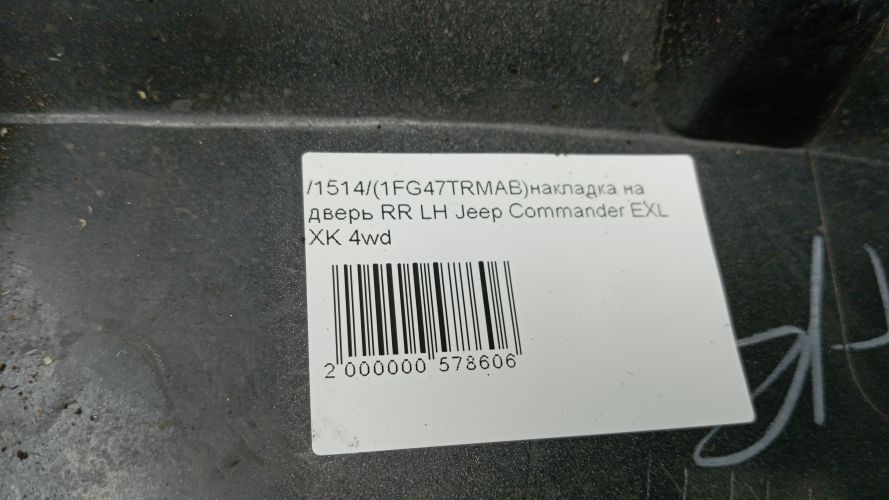 /1514/(1FG47TRMAB)накладка на
дверь RR LH Jeep Commander EXL
XK 4wd
2 000000 578606